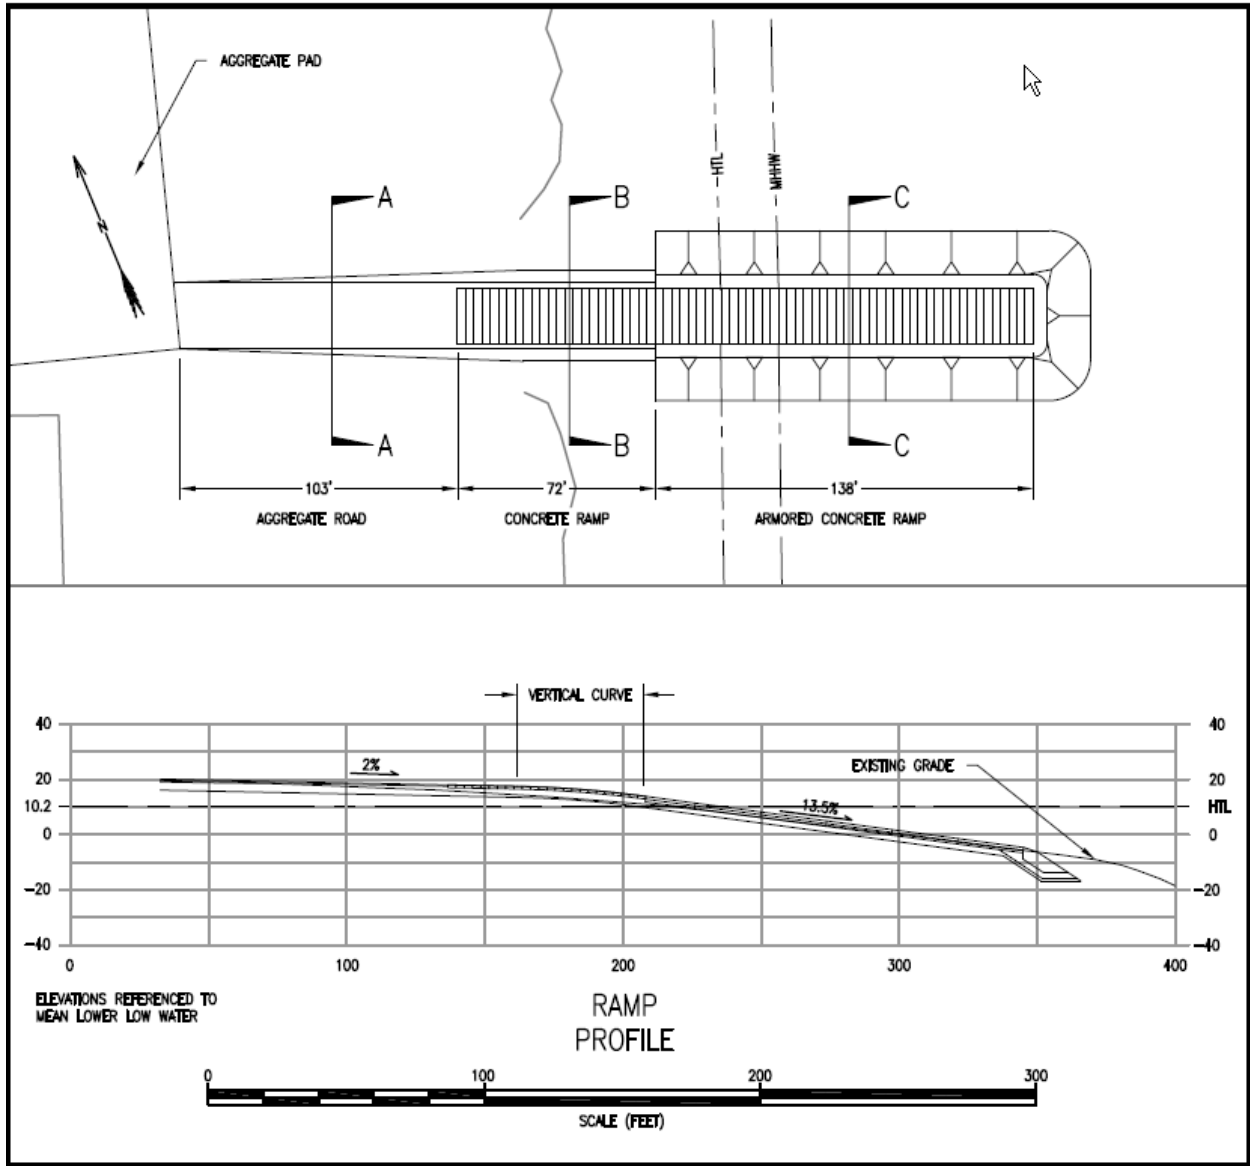 AGGREGATE PAD
HTL
MHHW
N
A
B
C
A
B
C
103'
72'
138'
AGGREGATE ROAD
CONCRETE RAMP
ARMORED CONCRETE RAMP
VERTICAL CURVE
40
40
2%
EXISTING GRADE
20
20
10.2
13.5%
HTL
0
0
-20
-20
-40
-40
0
100
200
300
400
ELEVATIONS REFERENCED TO
MEAN LOWER LOW WATER
RAMP
PROFILE
0
100
200
300
SCALE (FEET)